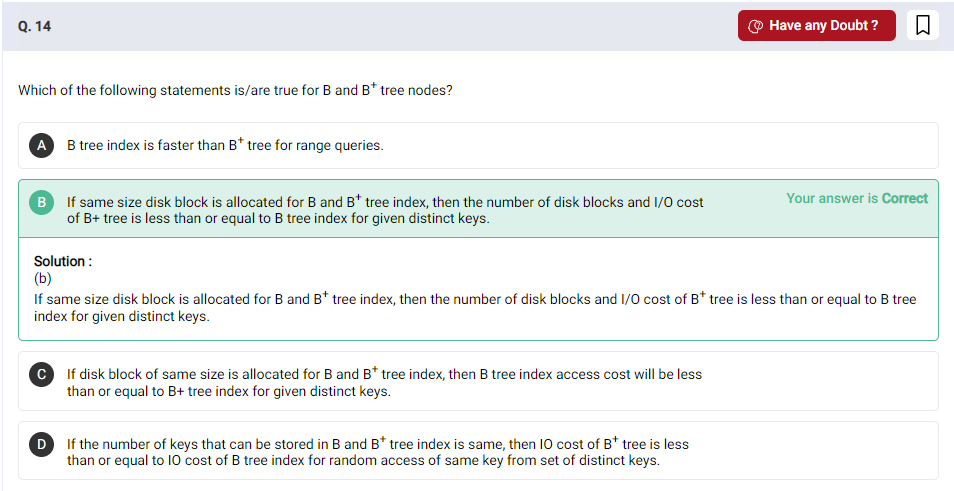 Q. 14
Have any Doubt ?
Which of the following statements is/are true for B and B⁺ tree nodes?
A
B tree index is faster than B⁺ tree for range queries.
B
If same size disk block is allocated for B and B⁺ tree index, then the number of disk blocks and I/O cost
of B+ tree is less than or equal to B tree index for given distinct keys.
Your answer is Correct
Solution :
(b)
If same size disk block is allocated for B and B⁺ tree index, then the number of disk blocks and I/O cost of B⁺ tree is less than or equal to B tree
index for given distinct keys.
C
If disk block of same size is allocated for B and B⁺ tree index, then B tree index access cost will be less
than or equal to B+ tree index for given distinct keys.
D
If the number of keys that can be stored in B and B⁺ tree index is same, then IO cost of B⁺ tree is less
than or equal to IO cost of B tree index for random access of same key from set of distinct keys.